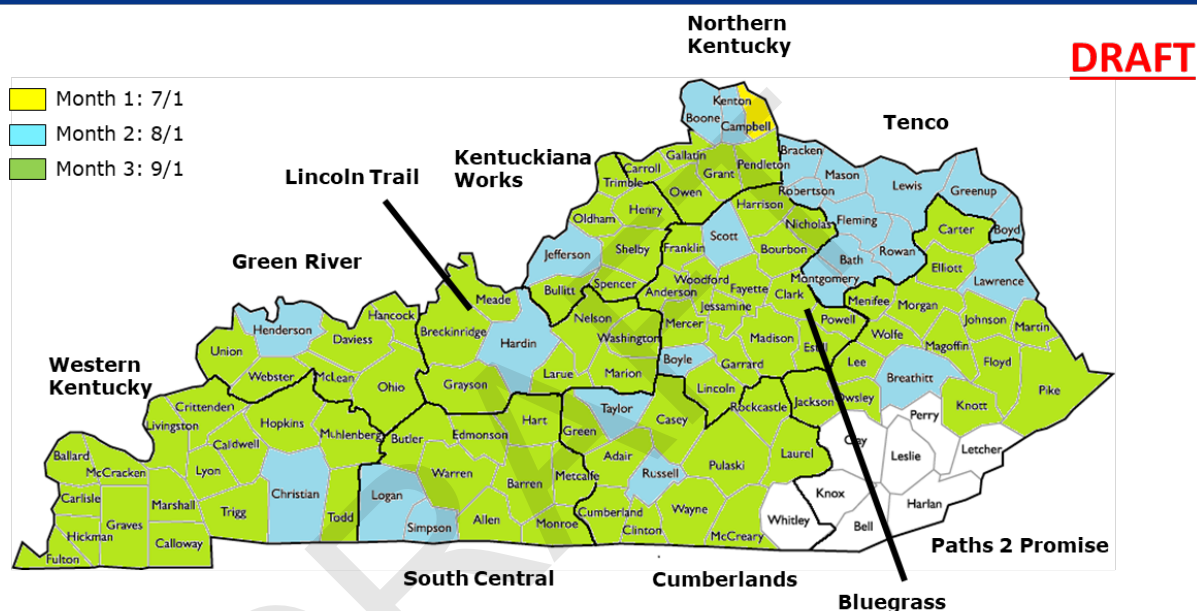 Northern
Kentucky
DRAFT
Month 1: 7/1
Month 2: 8/1
Month 3: 9/1
Kentuckiana
Works
Tenco
Lincoln Trail
Green River
Western
Kentucky
South Central
Cumberlands
Paths 2 Promise
Bluegrass
Kenton
Boone
Campbell
Gallatin
Carroll
Grant
Pendleton
Bracken
Mason
Trimble
Owen
Robertson
Lewis
Greenup
Henry
Harrison
Oldham
Nicholas
Fleming
Carter
Boyd
Scott
Rowan
Jefferson
Shelby
Franklin
Bourbon
Bath
Elliott
Lawrence
Spencer
Woodford
Montgomery
Bullitt
Anderson
Fayette
Clark
Meade
Jessamine
Menifee
Morgan
Hancock
Nelson
Mercer
Powell
Johnson
Martin
Henderson
Breckinridge
Washington
Madison
Estill
Wolfe
Magoffin
Daviess
Hardin
Union
Boyle
Garrard
Lee
Floyd
Webster
McLean
Ohio
Grayson
Larue
Marion
Lincoln
Breathitt
Pike
Crittenden
Hart
Taylor
Casey
Rockcastle
Jackson
Owsley
Knott
Livingston
Hopkins
Muhlenberg
Butler
Edmonson
Green
Perry
Caldwell
Clay
Ballard
McCracken
Lyon
Warren
Barren
Metcalfe
Adair
Russell
Pulaski
Laurel
Leslie
Letcher
Carlisle
Marshall
Christian
Logan
Knox
Harlan
Hickman
Graves
Trigg
Todd
Simpson
Allen
Monroe
Cumberland
Clinton
Wayne
McCreary
Whitley
Bell
Fulton
Calloway
DRAFT